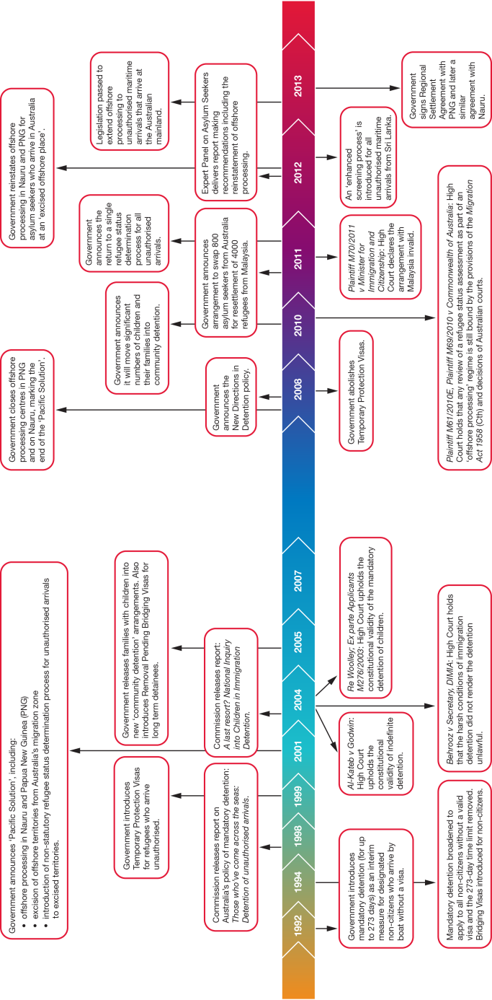 Government announces ‘Pacific Solution’, including:
• offshore processing in Nauru and Papua New Guinea (PNG)
• excision of offshore territories from Australia’s migration zone
• introduction of non-statutory refugee status determination process for unauthorised arrivals
to excised territories.
Government closes offshore
processing centres in PNG
and on Nauru, marking the
end of the ‘Pacific Solution’.
Government reinstates offshore
processing in Nauru and PNG for
asylum seekers who arrive in Australia
at an ‘excised offshore place’.
Government introduces
Temporary Protection Visas
for refugees who arrive
unauthorised.
Government releases families with children into
new ‘community detention’ arrangements. Also
introduces Removal Pending Bridging Visas for
long term detainees.
Government announces
it will move significant
numbers of children and
their families into
community detention.
Government
announces the
return to a single
refugee status
determination
process for all
unauthorised
arrivals.
Legislation passed to
extend offshore
processing to
unauthorised maritime
arrivals that arrive at
the Australian
mainland.
Commission releases report on
Australia’s policy of mandatory detention:
Those who’ve come across the seas:
Detention of unauthorised arrivals.
Commission releases report:
A last resort? National Inquiry
into Children in Immigration
Detention.
Government
announces the
New Directions in
Detention policy.
Government announces
arrangement to swap 800
asylum seekers from Australia
for resettlement of 4000
refugees from Malaysia.
Expert Panel on Asylum Seekers
delivers report making
recommendations including the
reinstatement of offshore
processing.
1992
1994
1998
1999
2001
2004
2005
2007
2008
2010
2011
2012
2013
Government introduces
mandatory detention (for up
to 273 days) as an interim
measure for designated
non-citizens who arrive by
boat without a visa.
Al-Kateb v Godwin:
High Court
upholds the
constitutional
validity of indefinite
detention.
Re Woolley; Ex parte Applicants
M276/2003: High Court upholds the
constitutional validity of the mandatory
detention of children.
Government abolishes
Temporary Protection Visas.
Plaintiff M70/2011
v Minister for
Immigration and
Citizenship: High
Court declares the
arrangement with
Malaysia invalid.
An ‘enhanced
screening process’ is
introduced for all
unauthorised maritime
arrivals from Sri Lanka.
Government
signs Regional
Settlement
Agreement with
PNG and later a
similar
agreement with
Nauru.
Mandatory detention broadened to
apply to all non-citizens without a valid
visa and the 273-day time limit removed.
Bridging Visas introduced for non-citizens.
Behrooz v Secretary, DIMIA: High Court holds
that the harsh conditions of immigration
detention did not render the detention
unlawful.
Plaintiff M61/2010E, Plaintiff M69/2010 v Commonwealth of Australia: High
Court holds that any review of a refugee status assessment as part of an
‘offshore processing’ regime is still bound by the provisions of the Migration
Act 1958 (Cth) and decisions of Australian courts.